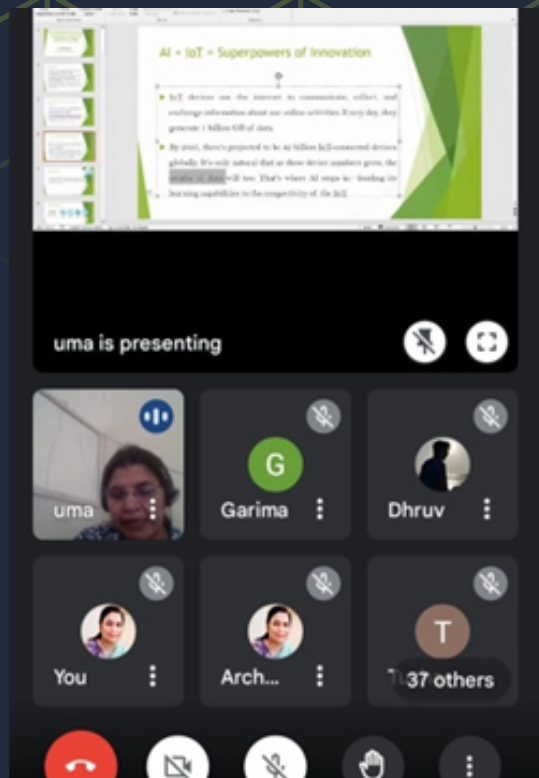 AI + IoT = Superpowers of Innovation
IoT devices use the internet to communicate, collect, and
exchange information about our online activities. Every day, they
generate 1 billion GB of data.
By 2025, there's projected to be 42 billion IoT-connected devices
globally. It's only natural that as these device numbers grow, the
swaths of data will too. That's where AI steps in - lending its
learning capabilities to the connectivity of the IoT.
uma is presenting
uma
G
Garima
Dhruv
You
Arch...
T
37 others